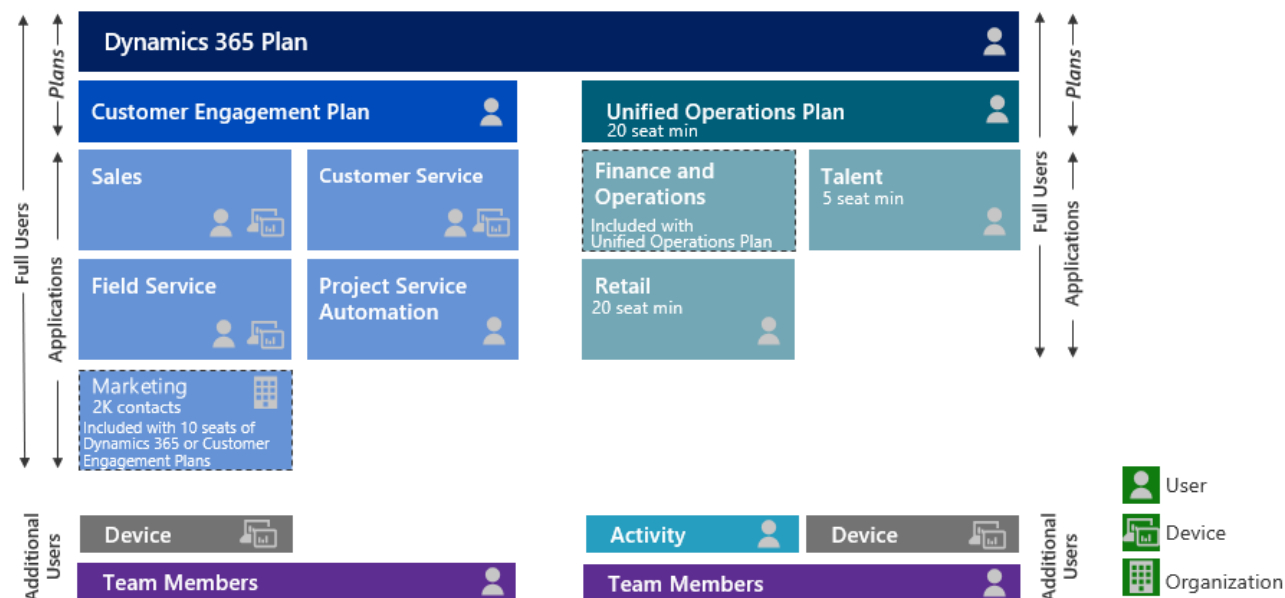 Dynamics 365 Plan
Customer Engagement Plan
Unified Operations Plan
20 seat min
Sales
Customer Service
Finance and
Operations
Included with
Unified Operations Plan
Talent
5 seat min
Field Service
Project Service
Automation
Retail
20 seat min
Marketing
2K contacts
Included with 10 seats of
Dynamics 365 or Customer
Engagement Plans
Device
Activity
Device
Team Members
Team Members
Full Users
Plans
Applications
Additional
Users
Full Users
Plans
Applications
Additional
Users
User
Device
Organization